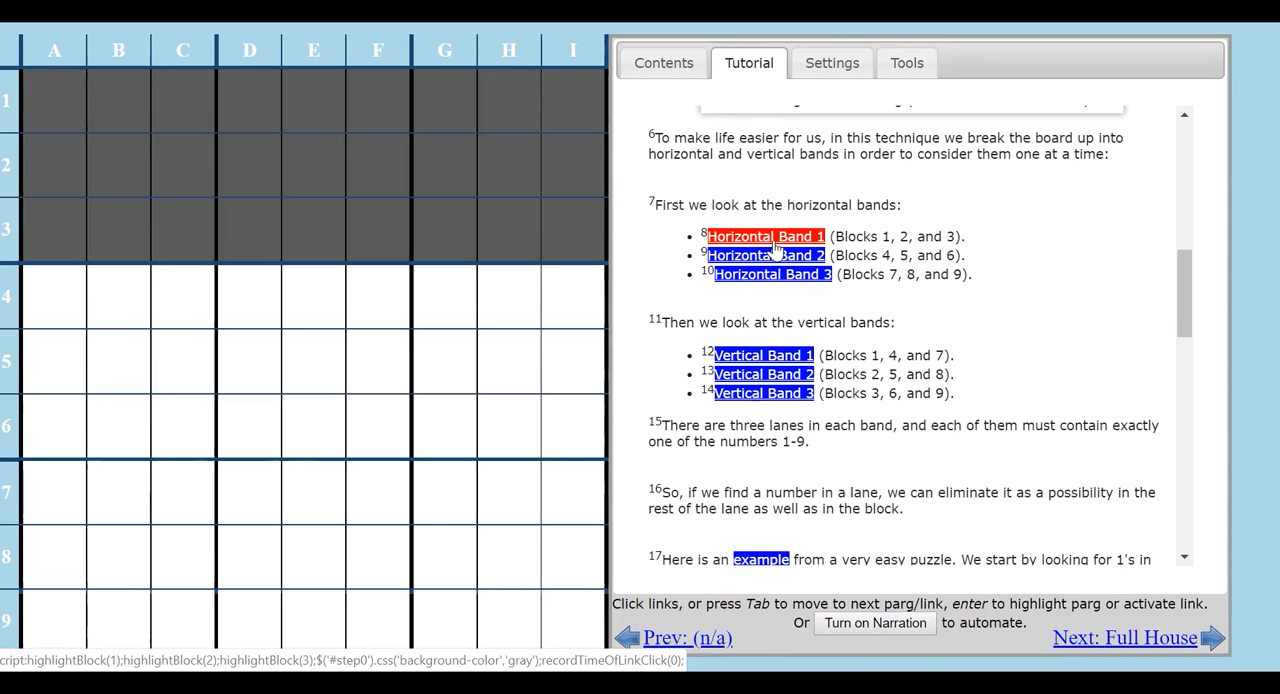 A B C D E F G H I
1
2
3
4
5
6
7
8
9
Contents Tutorial Settings Tools
6To make life easier for us, in this technique we break the board up into
horizontal and vertical bands in order to consider them one at a time:
7First we look at the horizontal bands:
• 8Horizontal Band 1 (Blocks 1, 2, and 3).
• 9Horizontal Band 2 (Blocks 4, 5, and 6).
• 10Horizontal Band 3 (Blocks 7, 8, and 9).
11Then we look at the vertical bands:
• 12Vertical Band 1 (Blocks 1, 4, and 7).
• 13Vertical Band 2 (Blocks 2, 5, and 8).
• 14Vertical Band 3 (Blocks 3, 6, and 9).
15There are three lanes in each band, and each of them must contain exactly
one of the numbers 1-9.
16So, if we find a number in a lane, we can eliminate it as a possibility in the
rest of the lane as well as in the block.
17Here is an example from a very easy puzzle. We start by looking for 1's in
Click links, or press Tab to move to next parg/link, enter to highlight parg or activate link.
Or Turn on Narration to automate.
Prev: (n/a) Next: Full House
cript:highlightBlock(1);highlightBlock(2);highlightBlock(3);$('#step0').css('background-color','gray');recordTimeOfLinkClick(0);